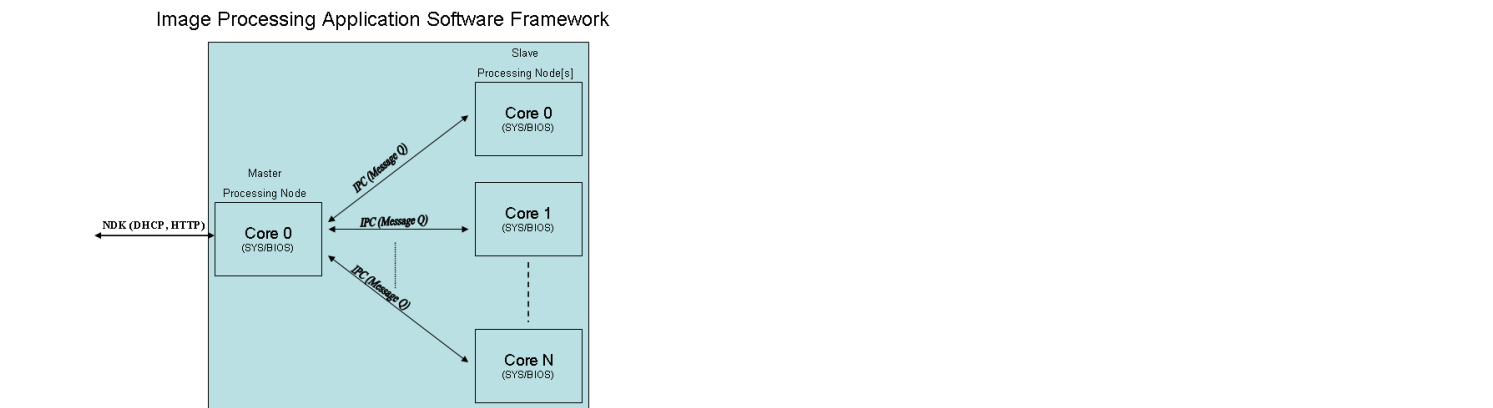 Image Processing Application Software Framework
Slave
Processing Node[s]
Core 0
(SYS/BIOS)
IPC (Message Q)
Master
Processing Node
Core 0
(SYS/BIOS)
NDK (DHCP, HTTP)
IPC (Message Q)
Core 1
(SYS/BIOS)
IPC (Message Q)
Core N
(SYS/BIOS)